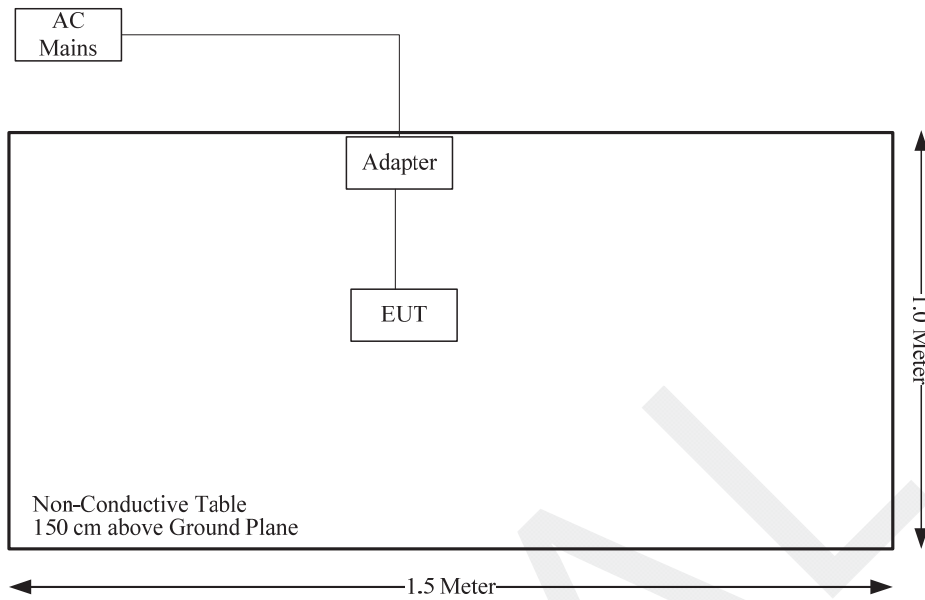 AC
Mains
Adapter
EUT
1.0 Meter
Non-Conductive Table
150 cm above Ground Plane
1.5 Meter